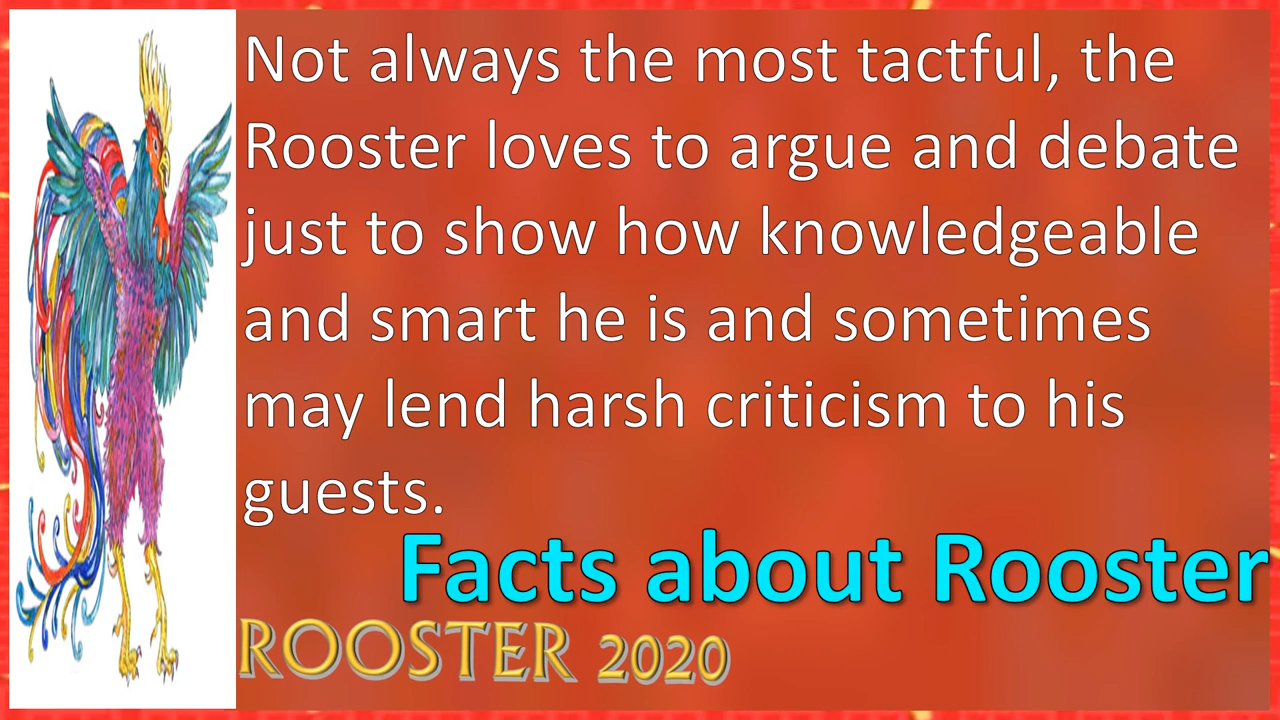 Not always the most tactful, the
Rooster loves to argue and debate
just to show how knowledgeable
and smart he is and sometimes
may lend harsh criticism to his
guests.
Facts about Rooster
ROOSTER 2020